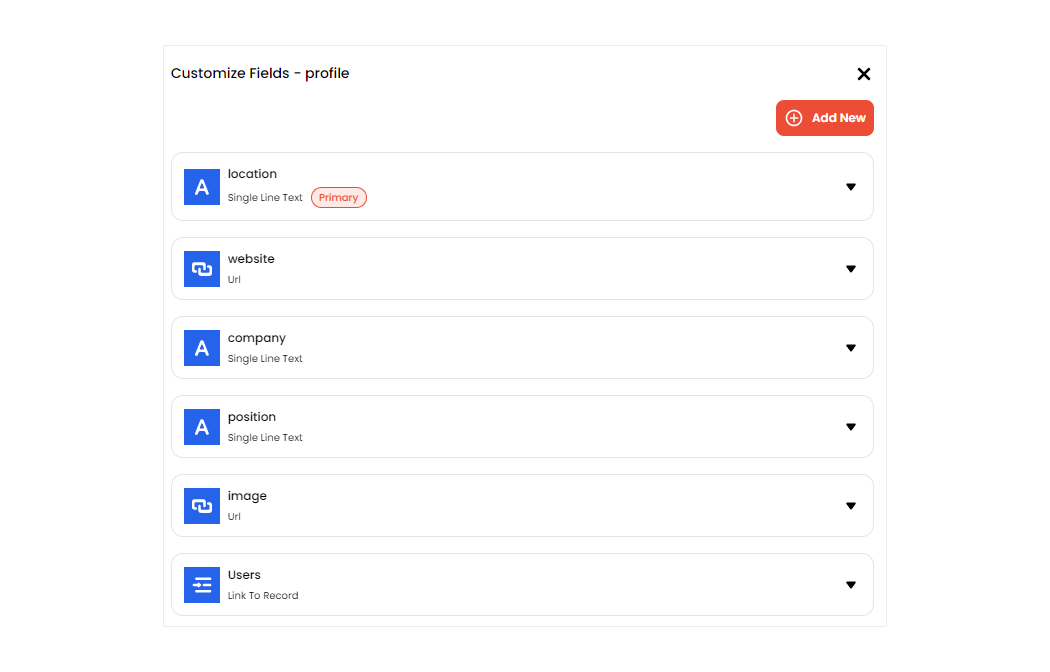 Customize Fields - profile
Add New
location
Single Line Text Primary
website
Url
company
Single Line Text
position
Single Line Text
image
Url
Users
Link To Record